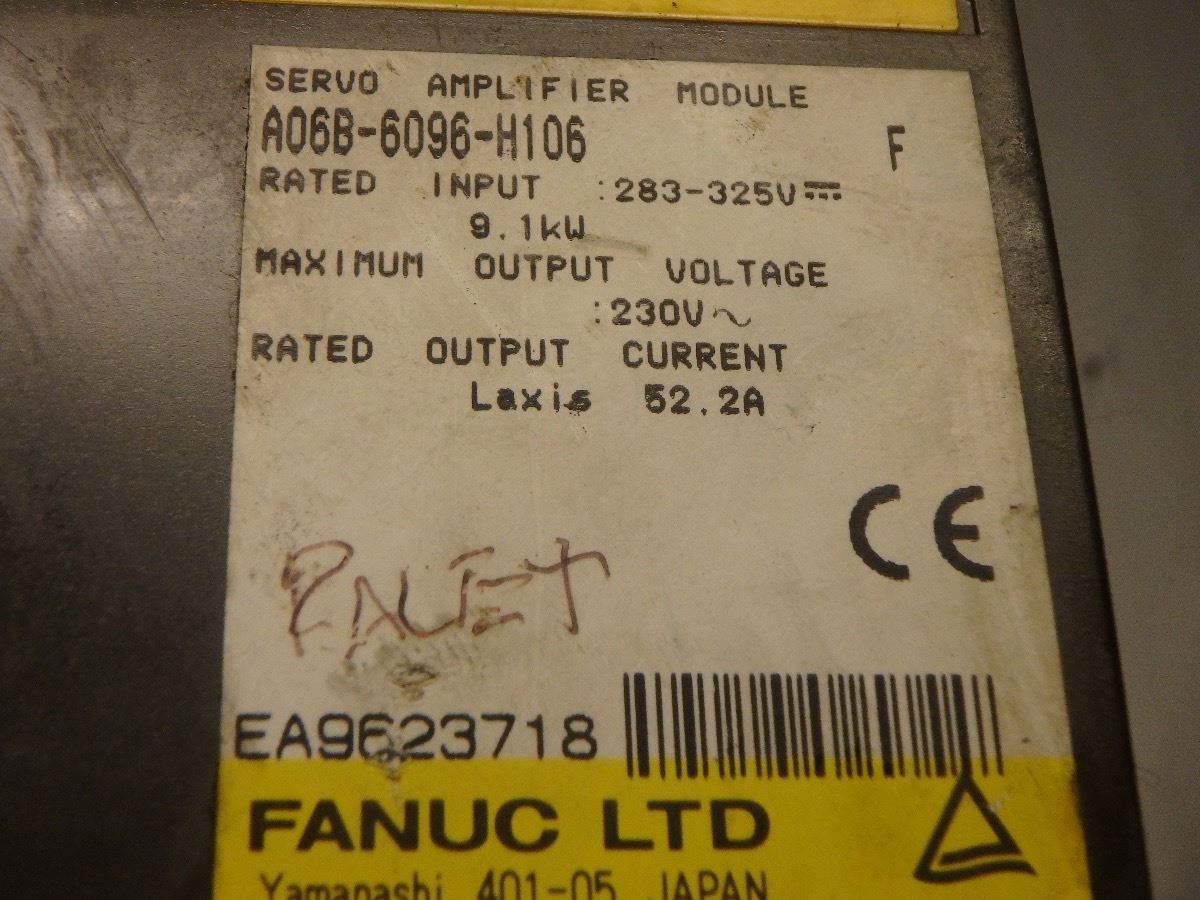 SERVO AMPLIFIER MODULE
A06B-6096-H106 F
RATED INPUT :283-325V⎓
9.1kW
MAXIMUM OUTPUT VOLTAGE
:230V～
RATED OUTPUT CURRENT
Laxis 52.2A
CE
EA9623718
FANUC LTD
Yamanashi 401-05 JAPAN